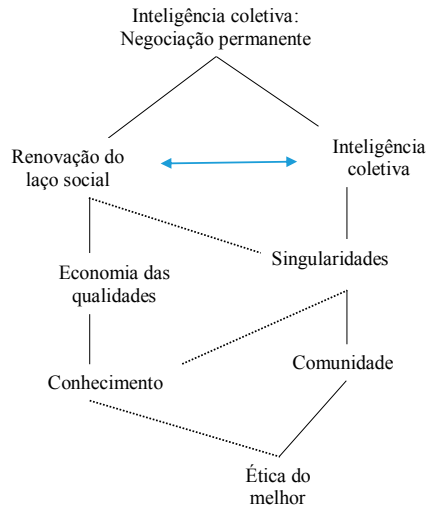 Inteligência coletiva:
Negociação permanente
Renovação do
laço social
Inteligência
coletiva
Economia das
qualidades
Singularidades
Conhecimento
Comunidade
Ética do
melhor